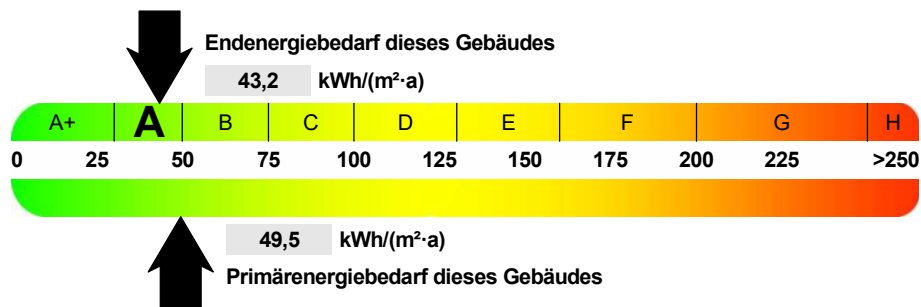 Endenergiebedarf dieses Gebäudes
43,2 kWh/(m²·a)
A+ A B C D E F G H
0 25 50 75 100 125 150 175 200 225 >250
49,5 kWh/(m²·a)
Primärenergiebedarf dieses Gebäudes